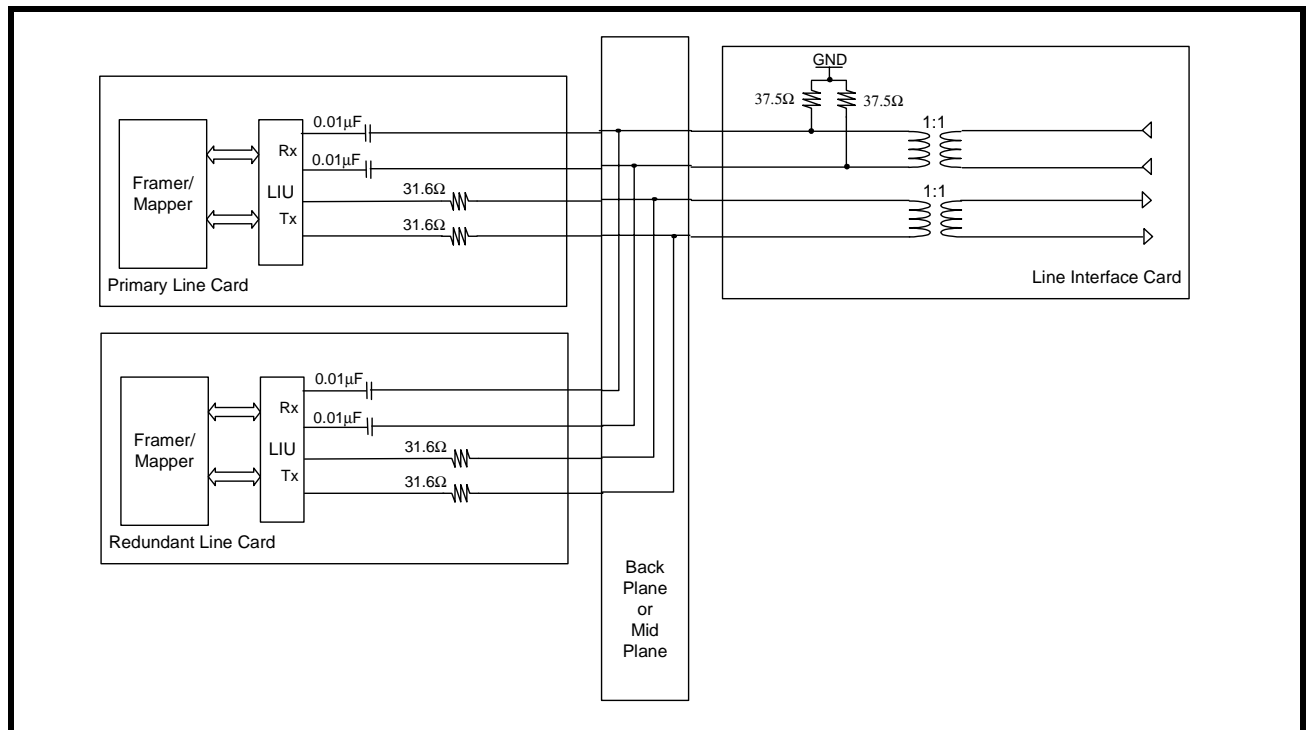 0.01μF
Rx
0.01μF
Framer/
Mapper
LIU
31.6Ω
Tx
31.6Ω
Primary Line Card
0.01μF
Rx
0.01μF
Framer/
Mapper
LIU
31.6Ω
Tx
31.6Ω
Redundant Line Card
Back
Plane
or
Mid
Plane
GND
37.5Ω
37.5Ω
1:1
1:1
Line Interface Card